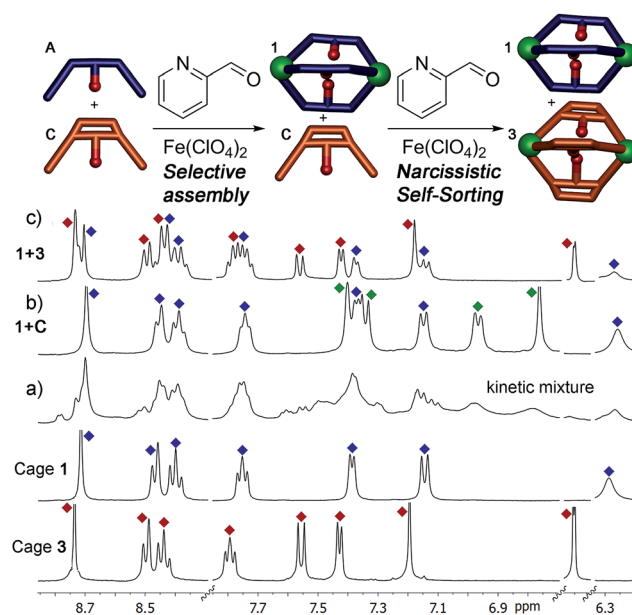 A
+
C
N
O
Fe(ClO4)2
Selective
assembly
1
+
C
N
O
Fe(ClO4)2
Narcissistic
Self-Sorting
1
+
3
c)
1+3
b)
1+C
a)
kinetic mixture
Cage 1
Cage 3
8.7 8.5 7.7 7.5 7.3 7.1 6.9 ppm 6.3